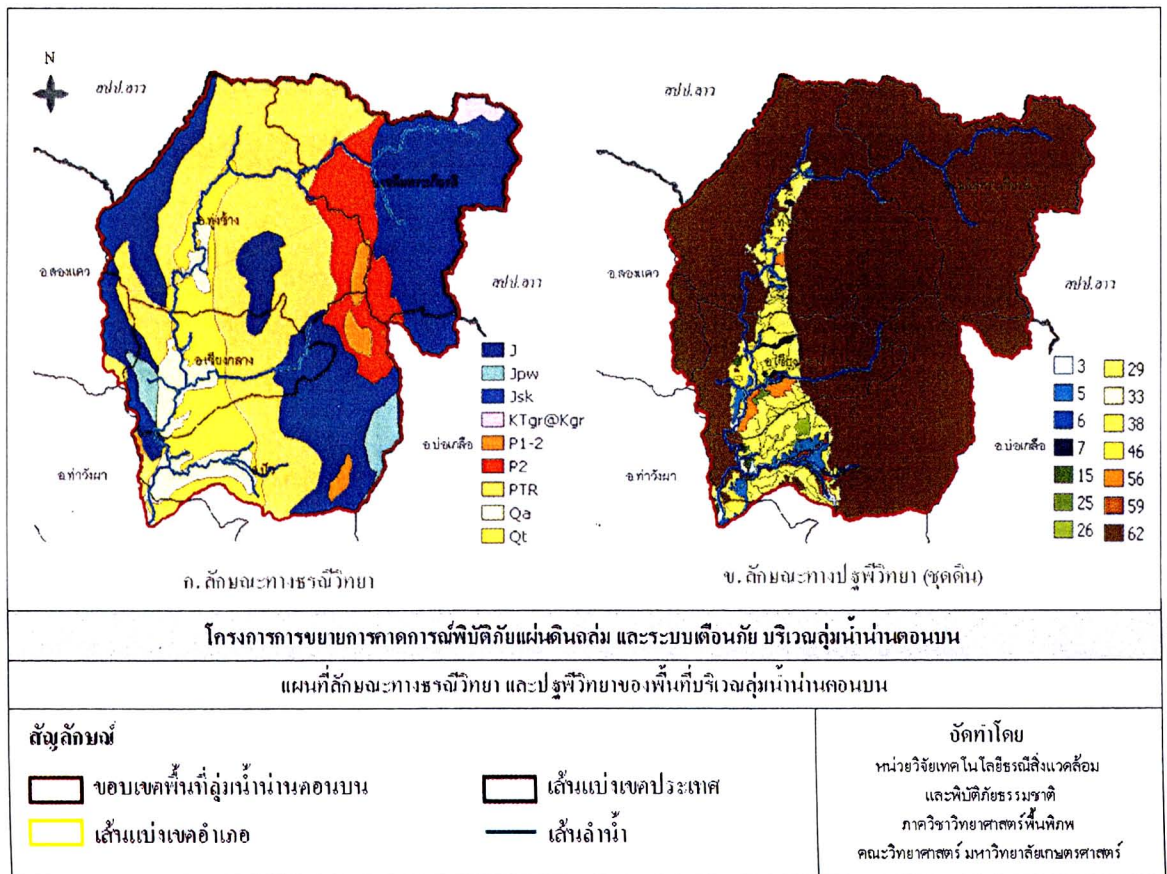 N
สปป.ลาว
อ.เฉลิมพระเกียรติ
อ.ทุ่งช้าง
อ.สองแคว
สปป.ลาว
อ.เชียงกลาง
อ.บ่อเกลือ
อ.ท่าวังผา
J
Jpw
Jsk
KTgr@Kgr
P1-2
P2
PTR
Qa
Qt
ก. ลักษณะทางธรณีวิทยา
สปป.ลาว
อ.สองแคว
สปป.ลาว
อ.บ่อเกลือ
อ.ท่าวังผา
3 29
5 33
6 38
7 46
15 56
25 59
26 62
ข. ลักษณะทางปฐพีวิทยา (ชุดดิน)
โครงการการขยายการคาดการณ์พิบัติภัยแผ่นดินถล่ม และระบบเตือนภัย บริเวณลุ่มน้ำน่านตอนบน
แผนที่ลักษณะทางธรณีวิทยา และปฐพีวิทยาของพื้นที่บริเวณลุ่มน้ำน่านตอนบน
สัญลักษณ์
ขอบเขตพื้นที่ลุ่มน้ำน่านตอนบน
เส้นแบ่งเขตประเทศ
เส้นแบ่งเขตอำเภอ
เส้นลำน้ำ
จัดทำโดย
หน่วยวิจัยเทคโนโลยีธรณีสิ่งแวดล้อม
และพิบัติภัยธรรมชาติ
ภาควิชาวิทยาศาสตร์พื้นพิภพ
คณะวิทยาศาสตร์ มหาวิทยาลัยเกษตรศาสตร์